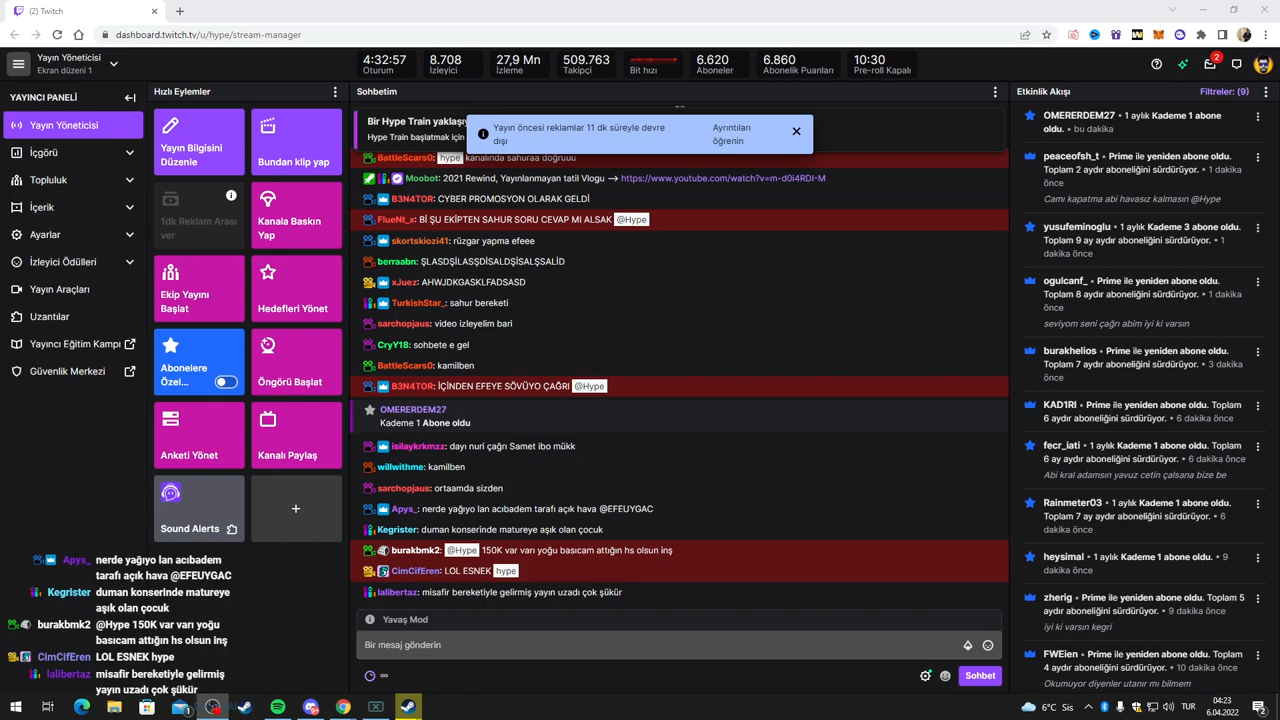 (2) Twitch
dashboard.twitch.tv/u/hype/stream-manager
Yayın Yöneticisi
Ekran düzeni 1
4:32:57
Oturum
8.708
İzleyici
27,9 Mn
İzleme
509.763
Takipçi
Bit hızı
6.620
Aboneler
6.860
Abonelik Puanları
10:30
Pre-roll Kapalı
2
YAYINCI PANELİ
Yayın Yöneticisi
İçgörü
Topluluk
İçerik
Ayarlar
İzleyici Ödülleri
Yayın Araçları
Uzantılar
Yayıncı Eğitim Kampı
Güvenlik Merkezi
Hızlı Eylemler
Yayın Bilgisini
Düzenle
Bundan klip yap
1dk Reklam Arası
ver
Kanala Baskın
Yap
Ekip Yayını
Başlat
Hedefleri Yönet
Abonelere
Özel...
Öngörü Başlat
Anketi Yönet
Kanalı Paylaş
Sound Alerts
+
Apys_ nerde yağıyo lan acıbadem
tarafı açık hava @EFEUYGAC
Kegrister duman konserinde matureye
aşık olan çocuk
burakbmk2 @Hype 150K var varı yoğu
basıcam attığın hs olsun inş
CimCifEren LOL ESNEK hype
lalibertaz misafir bereketiyle gelirmiş
yayın uzadı çok şükür
Sohbetim
Bir Hype Train yaklaşıy
Hype Train başlatmak için
Yayın öncesi reklamlar 11 dk süreyle devre
dışı
Ayrıntıları
öğrenin
BattleScars0: hype kanalında sahuraa doğruuu
Moobot: 2021 Rewind, Yayınlanmayan tatil Vlogu --> https://www.youtube.com/watch?v=m-d0i4RDI-M
B3N4TOR: CYBER PROMOSYON OLARAK GELDİ
FlueNt_x: Bİ ŞU EKİPTEN SAHUR SORU CEVAP MI ALSAK @Hype
skortskiozi41: rüzgar yapma efeee
berraabn: ŞLASDŞİLASŞDİSALDŞİSALŞSALİD
xJuez: AHWJDKGASKLFADSASD
TurkishStar_: sahur bereketi
sarchopjaus: video izleyelim bari
CryY18: sohbete e gel
BattleScars0: kamilben
B3N4TOR: İÇİNDEN EFEYE SÖVÜYO ÇAĞRI @Hype
OMERERDEM27
Kademe 1 Abone oldu
isilaykrkmzz: dayı nuri çağrı Samet ibo mükk
willwithme: kamilben
sarchopjaus: ortaamda sizden
Apys_: nerde yağıyo lan acıbadem tarafı açık hava @EFEUYGAC
Kegrister: duman konserinde matureye aşık olan çocuk
burakbmk2: @Hype 150K var varı yoğu basıcam attığın hs olsun inş
CimCifEren: LOL ESNEK hype
lalibertaz: misafir bereketiyle gelirmiş yayın uzadı çok şükür
Yavaş Mod
Bir mesaj gönderin
Sohbet
Etkinlik Akışı
Filtreler: (9)
OMERERDEM27 • 1 aylık Kademe 1 abone
oldu. • bu dakika
peaceofsh_t • Prime ile yeniden abone oldu.
Toplam 2 aydır aboneliğini sürdürüyor. • 1 dakika
önce
Camı kapatma abi havasız kalmasın @Hype
yusufeminoglu • 1 aylık Kademe 3 abone oldu.
Toplam 9 ay aydır aboneliğini sürdürüyor. • 1
dakika önce
ogulcanf_ • Prime ile yeniden abone oldu.
Toplam 8 aydır aboneliğini sürdürüyor. • 1 dakika
önce
seviyom seni çağrı abim iyi ki varsın
burakhelios • Prime ile yeniden abone oldu.
Toplam 7 aydır aboneliğini sürdürüyor. • 3 dakika
önce
KAD1RI • Prime ile yeniden abone oldu. Toplam
6 aydır aboneliğini sürdürüyor. • 6 dakika önce
fecr_iati • 1 aylık Kademe 1 abone oldu. Toplam
6 ay aydır aboneliğini sürdürüyor. • 6 dakika önce
Abi kral adamsın yavuz cetin çalsana bize be
Rainmeter03 • 1 aylık Kademe 1 abone oldu.
Toplam 7 ay aydır aboneliğini sürdürüyor. • 6
dakika önce
heysimal • 1 aylık Kademe 1 abone oldu. • 9
dakika önce
zherig • Prime ile yeniden abone oldu. Toplam 5
aydır aboneliğini sürdürüyor. • 9 dakika önce
iyi ki varsın kegri
FWEien • Prime ile yeniden abone oldu. Toplam
4 aydır aboneliğini sürdürüyor. • 10 dakika önce
Okumuyor diyenler utanır mı bilmem
6°C Sis
TUR
04:23
6.04.2022
2